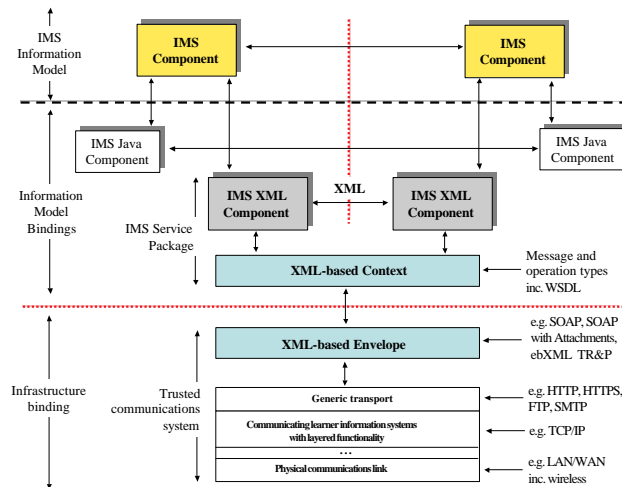 IMS
Information
Model
IMS
Component
IMS
Component
IMS Java
Component
IMS Java
Component
Information
Model
Bindings
IMS Service
Package
IMS XML
Component
XML
IMS XML
Component
XML-based Context
Message and
operation types
inc. WSDL
XML-based Envelope
e.g. SOAP, SOAP
with Attachments,
ebXML TR&P
Infrastructure
binding
Trusted
communications
system
Generic transport
e.g. HTTP, HTTPS,
FTP, SMTP
Communicating learner information systems
with layered functionality
e.g. TCP/IP
...
Physical communications link
e.g. LAN/WAN
inc. wireless